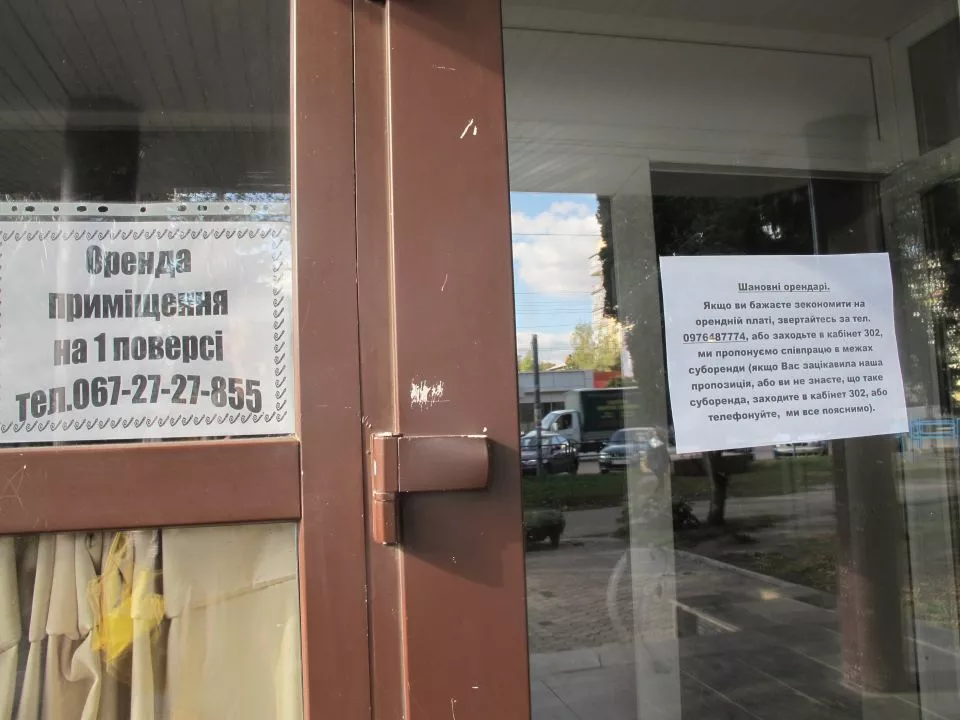 Оренда
приміщення
на 1 поверсі
тел.067-27-27-855
Шановні орендарі.
Якщо ви бажаєте зекономити на
орендній платі, звертайтесь за тел.
0976487774, або заходьте в кабінет 302,
ми пропонуємо співпрацю в межах
суборенди (якщо Вас зацікавила наша
пропозиція, або ви не знаєте, що таке
суборенда, заходите в кабінет 302, або
телефонуйте, ми все пояснимо).